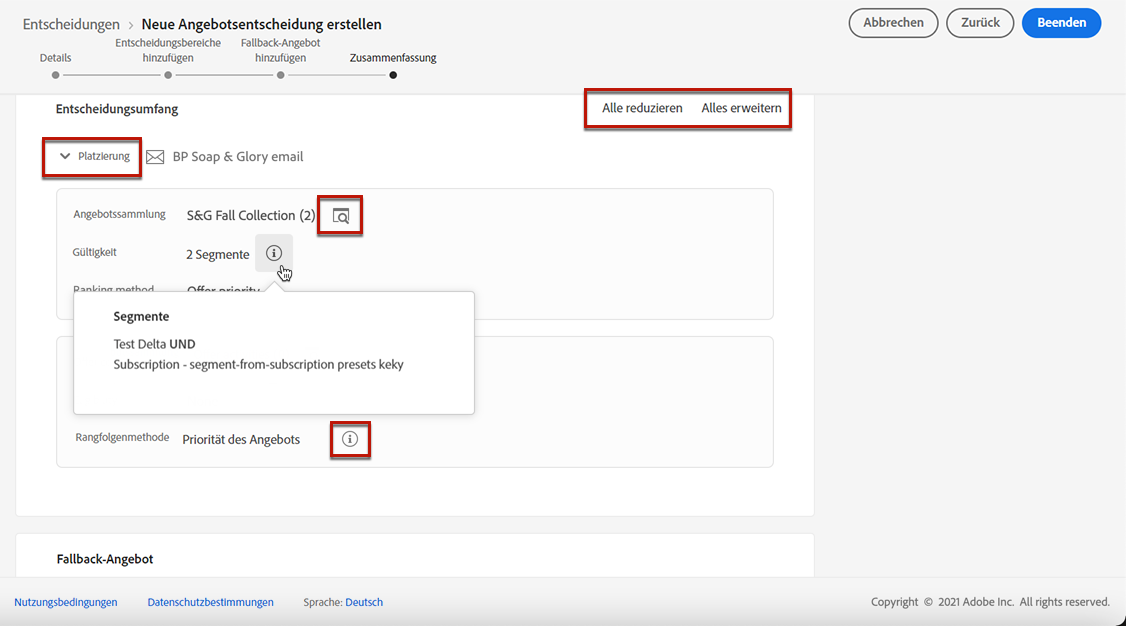 Entscheidungen > Neue Angebotsentscheidung erstellen
Abbrechen
Zurück
Beenden
Details
Entscheidungsbereiche
hinzufügen
Fallback-Angebot
hinzufügen
Zusammenfassung
Entscheidungsumfang
Alle reduzieren
Alles erweitern
Platzierung
BP Soap & Glory email
Angebotssammlung
S&G Fall Collection (2)
Gültigkeit
2 Segmente
Ranking method
Offer priority
Segmente
Test Delta UND
Subscription - segment-from-subscription presets keky
Rangfolgenmethode
Priorität des Angebots
Fallback-Angebot
Nutzungsbedingungen
Datenschutzbestimmungen
Sprache: Deutsch
Copyright © 2021 Adobe Inc. All rights reserved.